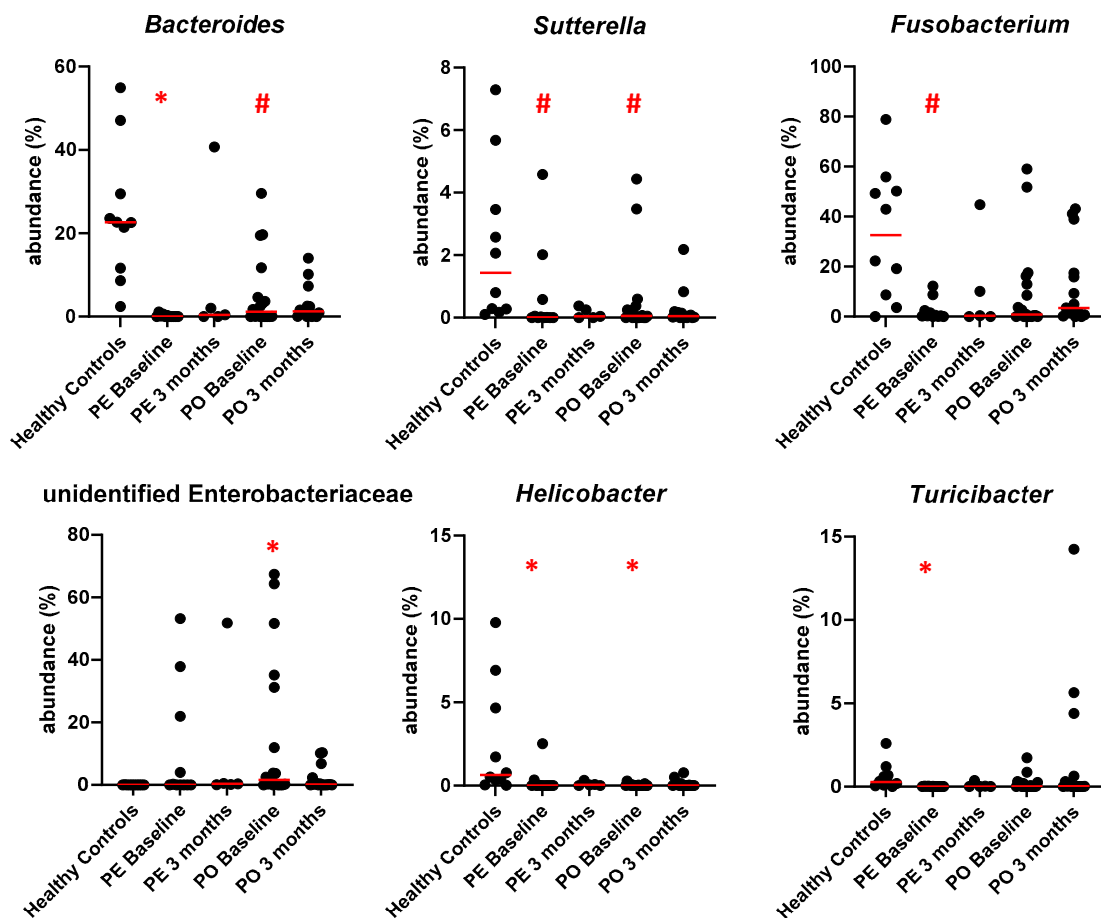 Bacteroides
Sutterella
Fusobacterium
abundance (%)
60
40
20
0
*
#
Healthy Controls
PE Baseline
PE 3 months
PO Baseline
PO 3 months
abundance (%)
8
6
4
2
0
#
#
Healthy Controls
PE Baseline
PE 3 months
PO Baseline
PO 3 months
abundance (%)
100
80
60
40
20
0
#
Healthy Controls
PE Baseline
PE 3 months
PO Baseline
PO 3 months
unidentified Enterobacteriaceae
Helicobacter
Turicibacter
abundance (%)
80
60
40
20
0
*
Healthy Controls
PE Baseline
PE 3 months
PO Baseline
PO 3 months
abundance (%)
15
10
5
0
*
*
Healthy Controls
PE Baseline
PE 3 months
PO Baseline
PO 3 months
abundance (%)
15
10
5
0
*
Healthy Controls
PE Baseline
PE 3 months
PO Baseline
PO 3 months